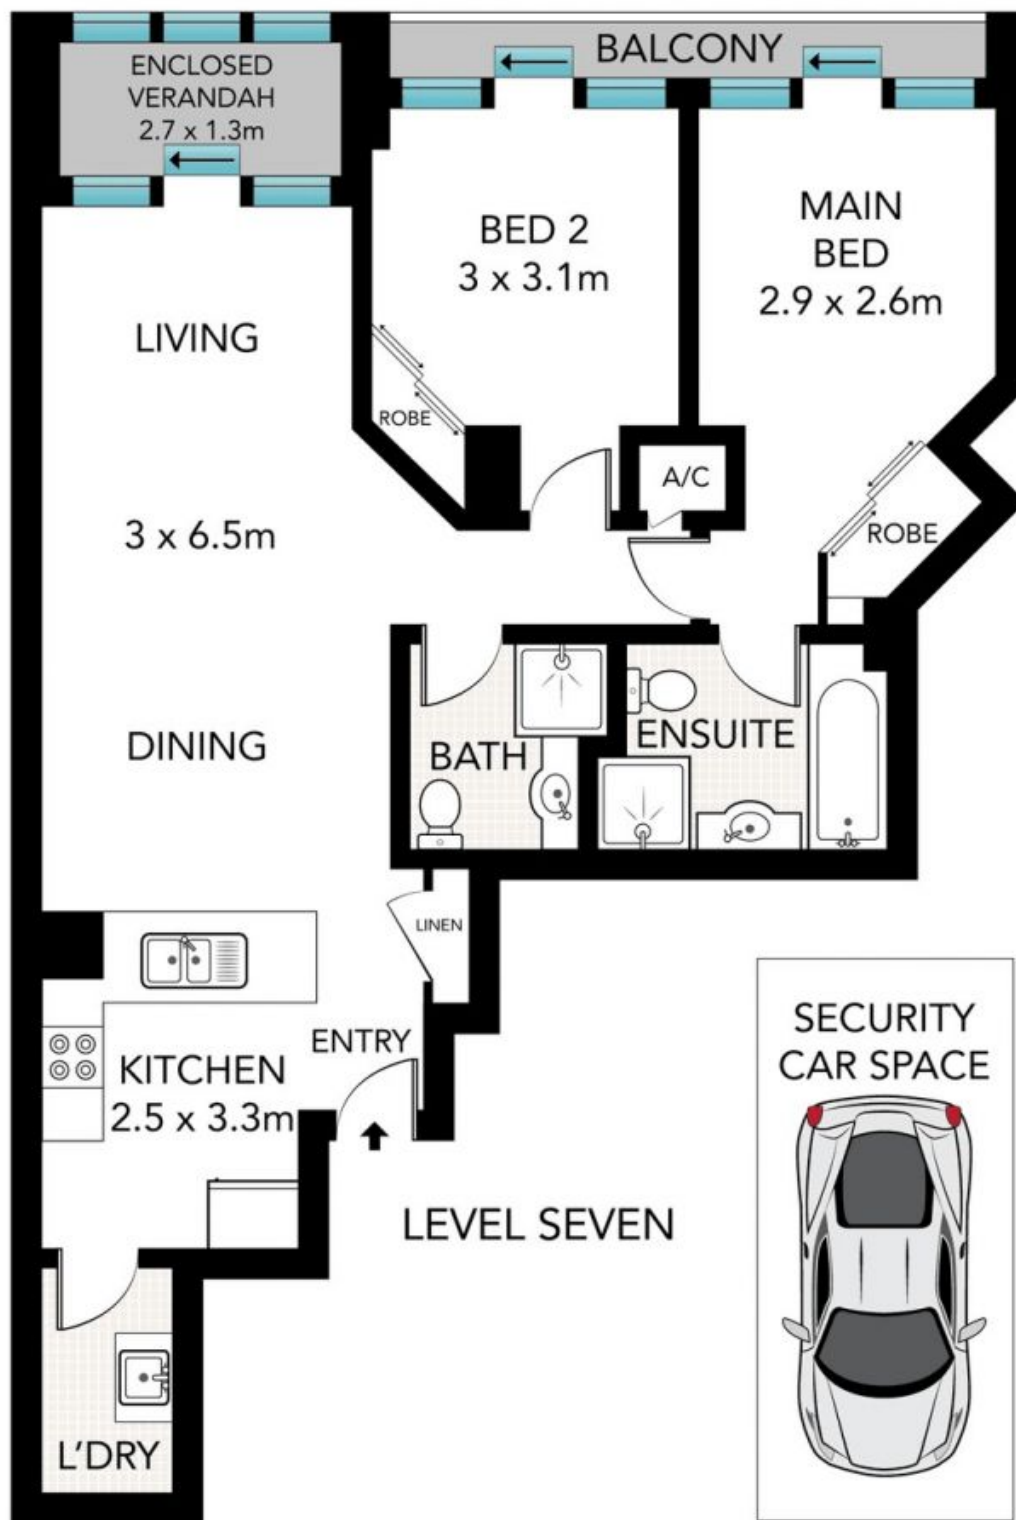 ENCLOSED
VERANDAH
2.7 x 1.3m
BALCONY
BED 2
3 x 3.1m
MAIN
BED
2.9 x 2.6m
LIVING
ROBE
A/C
3 x 6.5m
ROBE
DINING
BATH
ENSUITE
LINEN
ENTRY
KITCHEN
2.5 x 3.3m
SECURITY
CAR SPACE
LEVEL SEVEN
L'DRY